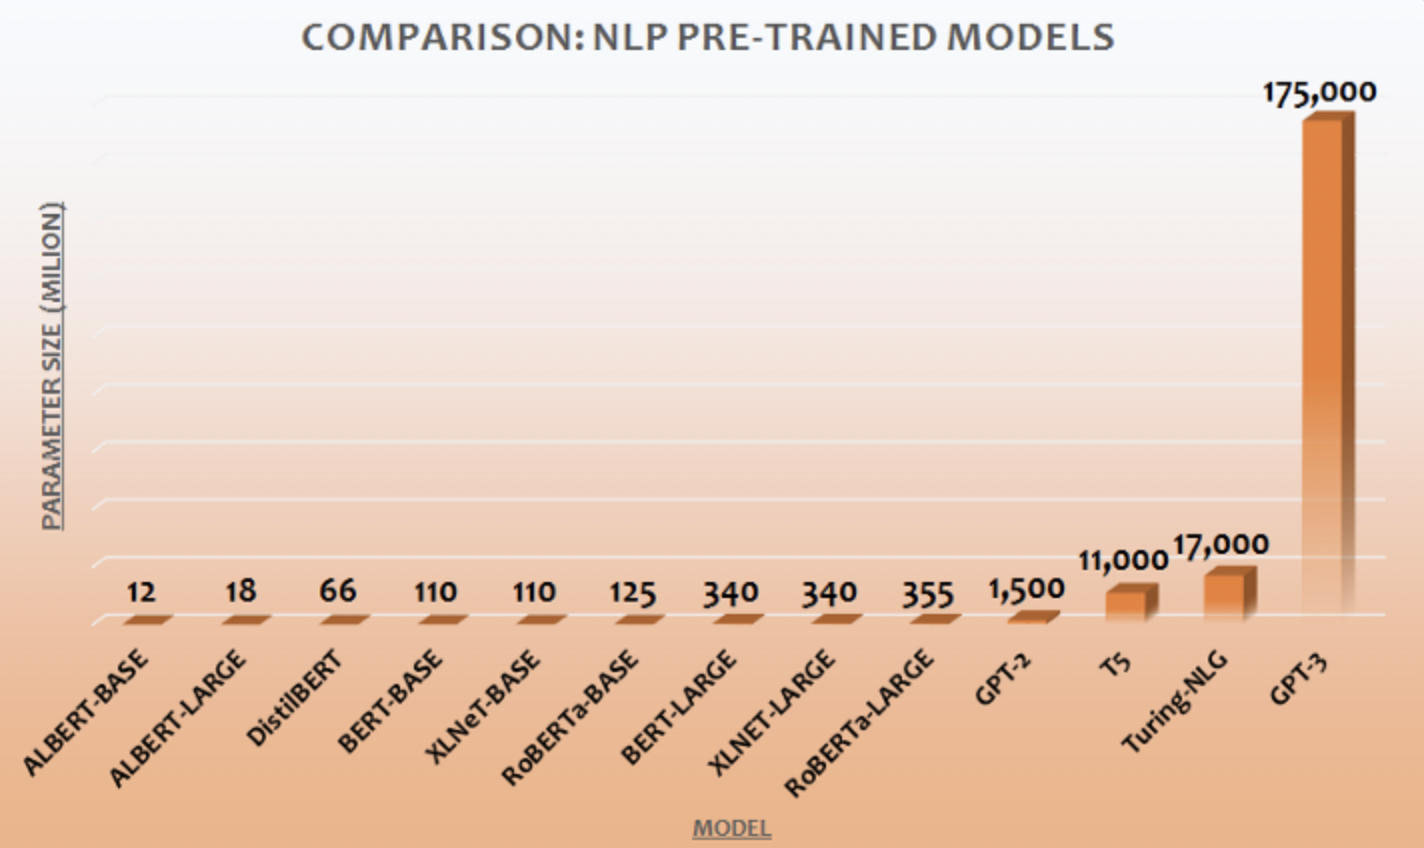 COMPARISON: NLP PRE-TRAINED MODELS
PARAMETER SIZE (MILION)
12
18
66
110
110
125
340
340
355
1,500
11,000
17,000
175,000
ALBERT-BASE
ALBERT-LARGE
DistilBERT
BERT-BASE
XLNeT-BASE
RoBERTa-BASE
BERT-LARGE
XLNET-LARGE
RoBERTa-LARGE
GPT-2
T5
Turing-NLG
GPT-3
MODEL